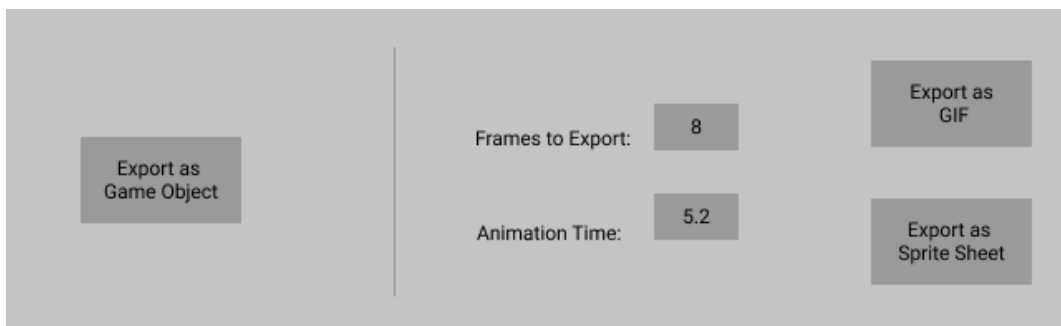 Export as
Game Object
Frames to Export:
8
Animation Time:
5.2
Export as
GIF
Export as
Sprite Sheet